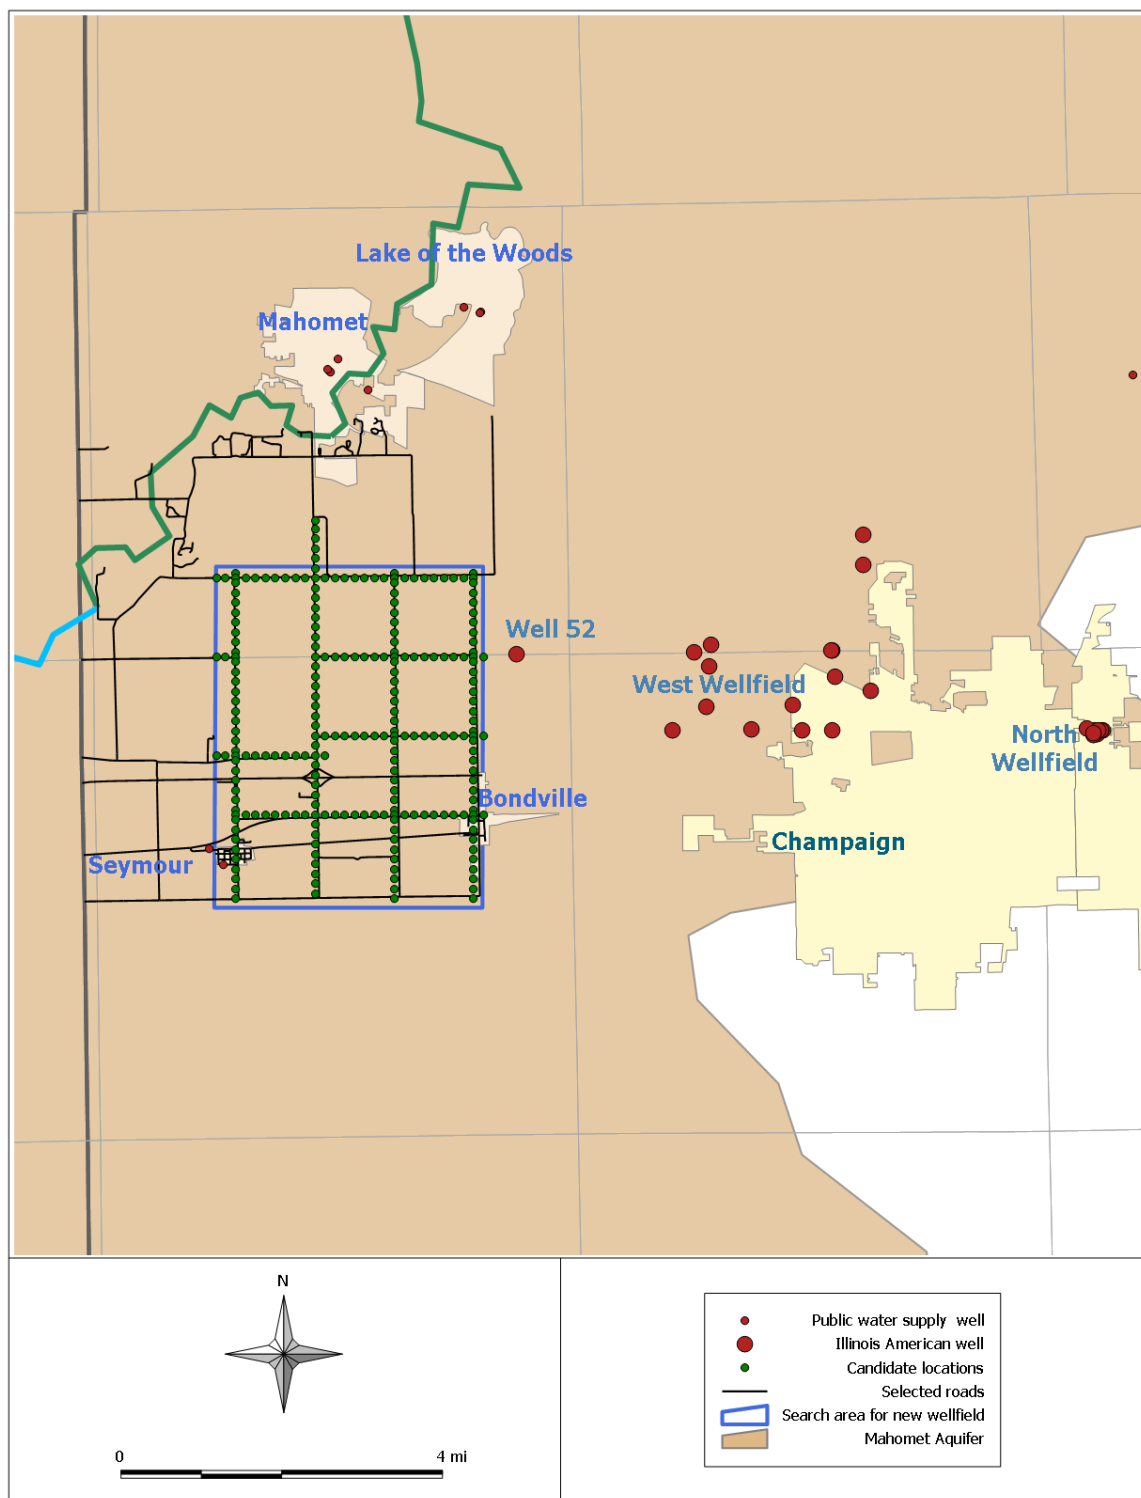 Lake of the Woods
Mahomet
Well 52
West Wellfield
North
Wellfield
Bondville
Champaign
Seymour
N
0
4 mi
Public water supply well
Illinois American well
Candidate locations
Selected roads
Search area for new wellfield
Mahomet Aquifer